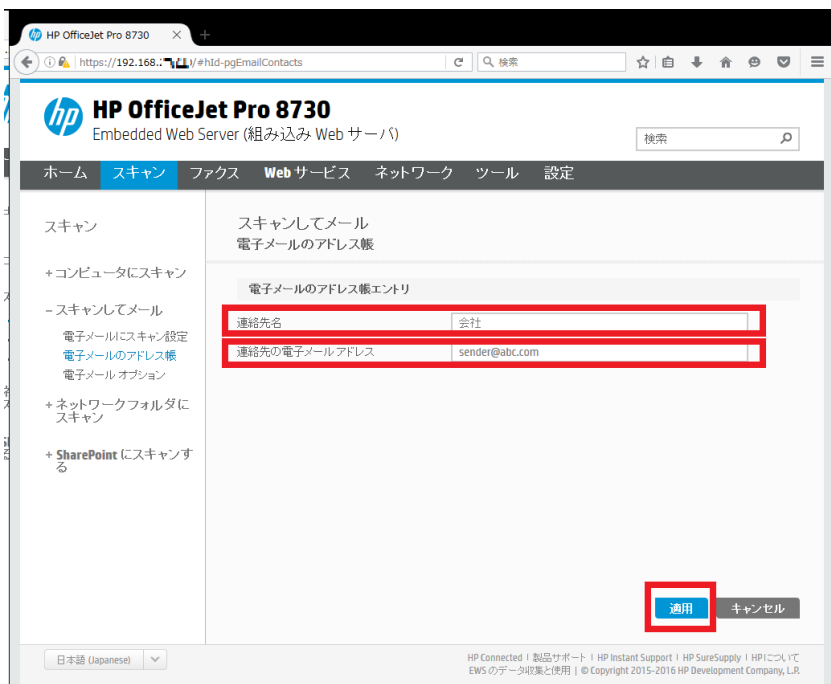 HP OfficeJet Pro 8730
https://192.168. /#hId-pgEmailContacts
検索
hp
HP OfficeJet Pro 8730
Embedded Web Server (組み込み Web サーバ)
検索
ホーム スキャン ファクス Web サービス ネットワーク ツール 設定
スキャン
+コンピュータにスキャン
-スキャンしてメール
電子メールにスキャン設定
電子メールのアドレス帳
電子メール オプション
+ネットワークフォルダに
スキャン
+ SharePoint にスキャンす
る
スキャンしてメール
電子メールのアドレス帳
電子メールのアドレス帳エントリ
連絡先名 会社
連絡先の電子メール アドレス sender@abc.com
適用 キャンセル
日本語 (Japanese)
HP Connected | 製品サポート | HP Instant Support | HP SureSupply | HPについて
EWS のデータ収集と使用 | © Copyright 2015-2016 HP Development Company, L.P.